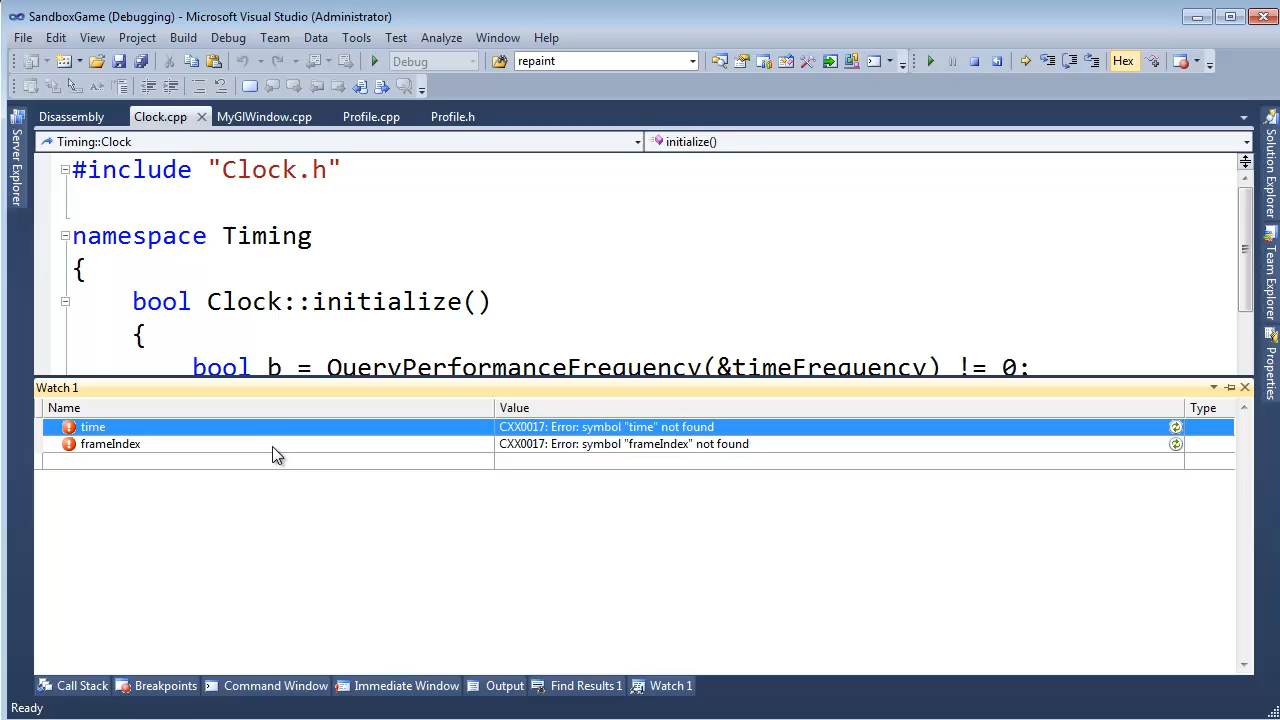 SandboxGame (Debugging) - Microsoft Visual Studio (Administrator)
File Edit View Project Build Debug Team Data Tools Test Analyze Window Help
Debug repaint Hex
Disassembly Clock.cpp MyGlWindow.cpp Profile.cpp Profile.h
Timing::Clock initialize()
#include "Clock.h"
namespace Timing
{
bool Clock::initialize()
{
bool b = QueryPerformanceFrequency(&timeFrequency) != 0;
Server Explorer
Solution Explorer
Team Explorer
Properties
Watch 1
Name Value Type
time CXX0017: Error: symbol "time" not found
frameIndex CXX0017: Error: symbol "frameIndex" not found
Call Stack Breakpoints Command Window Immediate Window Output Find Results 1 Watch 1
Ready